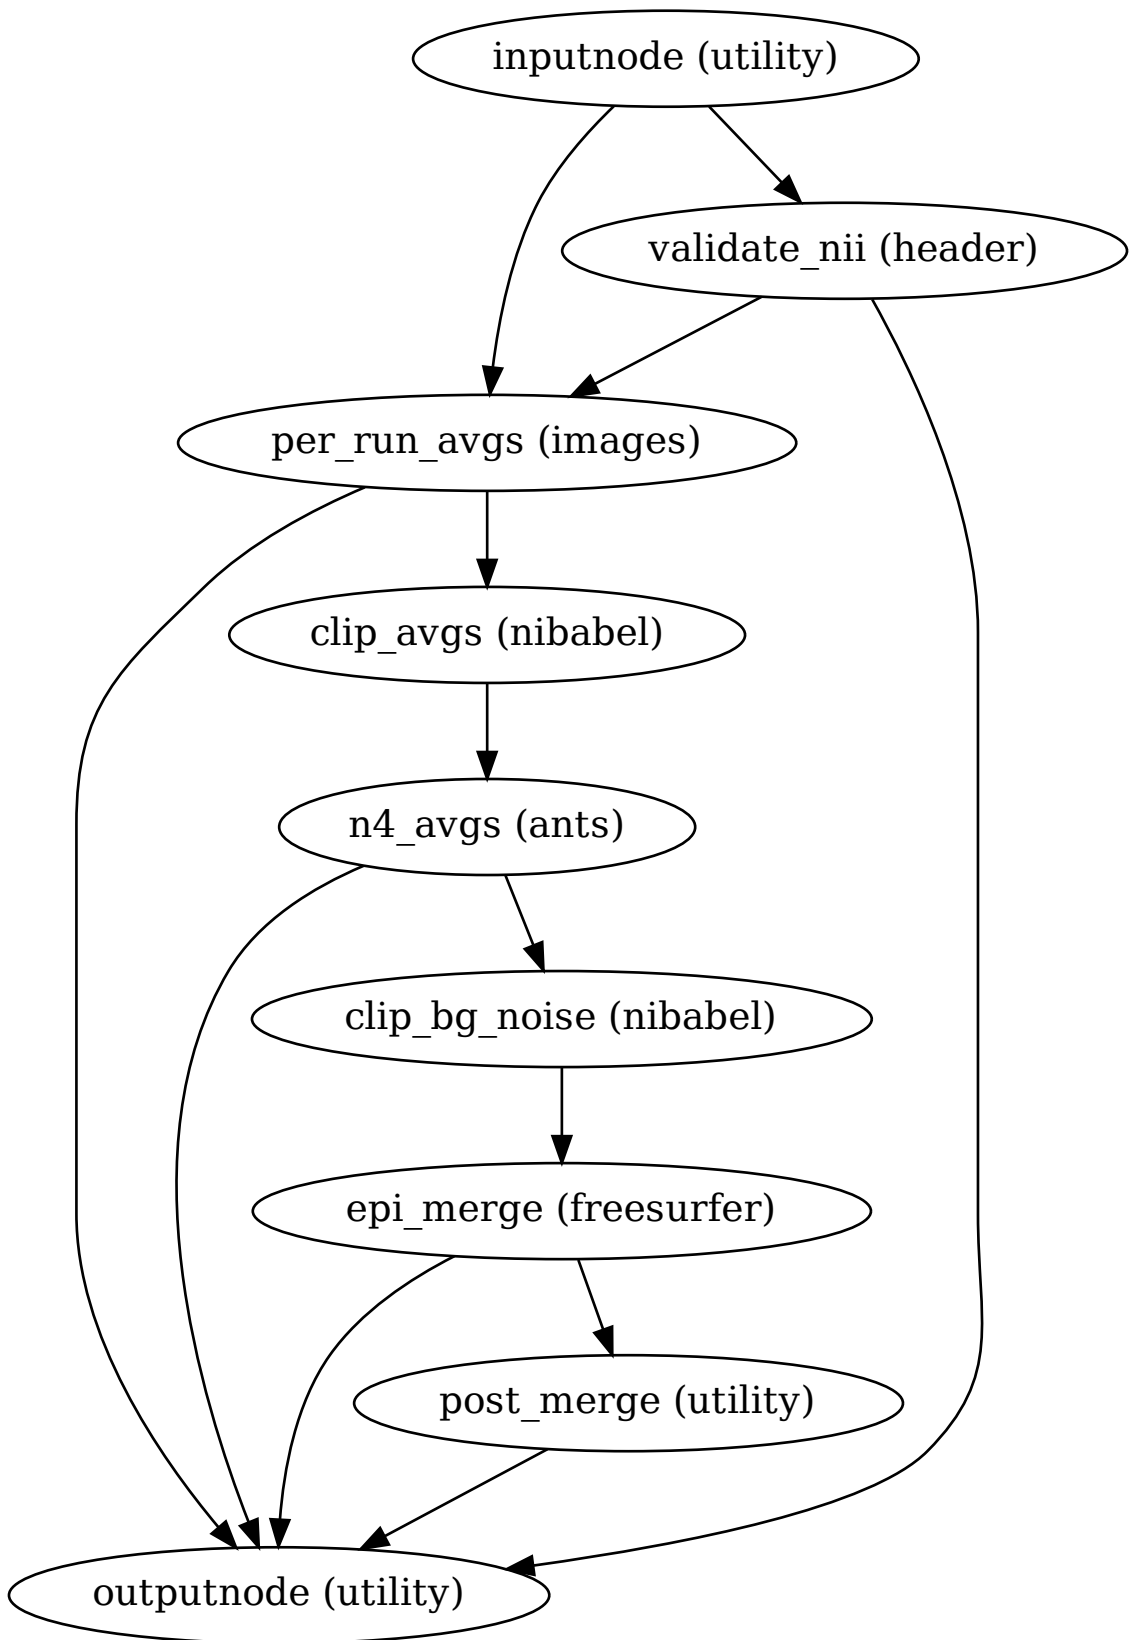 inputnode (utility)
validate_nii (header)
per_run_avgs (images)
clip_avgs (nibabel)
n4_avgs (ants)
clip_bg_noise (nibabel)
epi_merge (freesurfer)
post_merge (utility)
outputnode (utility)